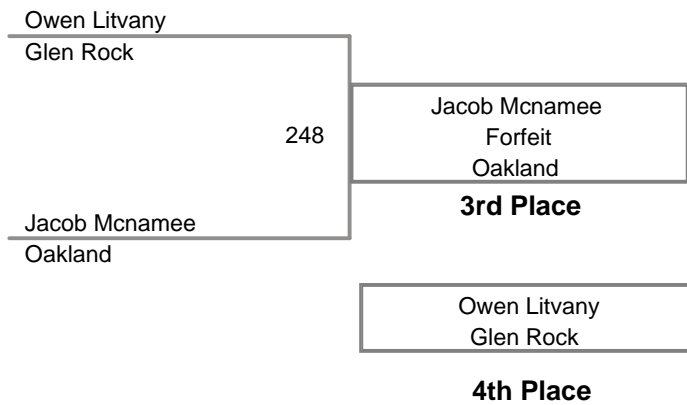 Owen Litvany
Glen Rock
248
Jacob Mcnamee
Forfeit
Oakland
3rd Place
Jacob Mcnamee
Oakland
Owen Litvany
Glen Rock
4th Place